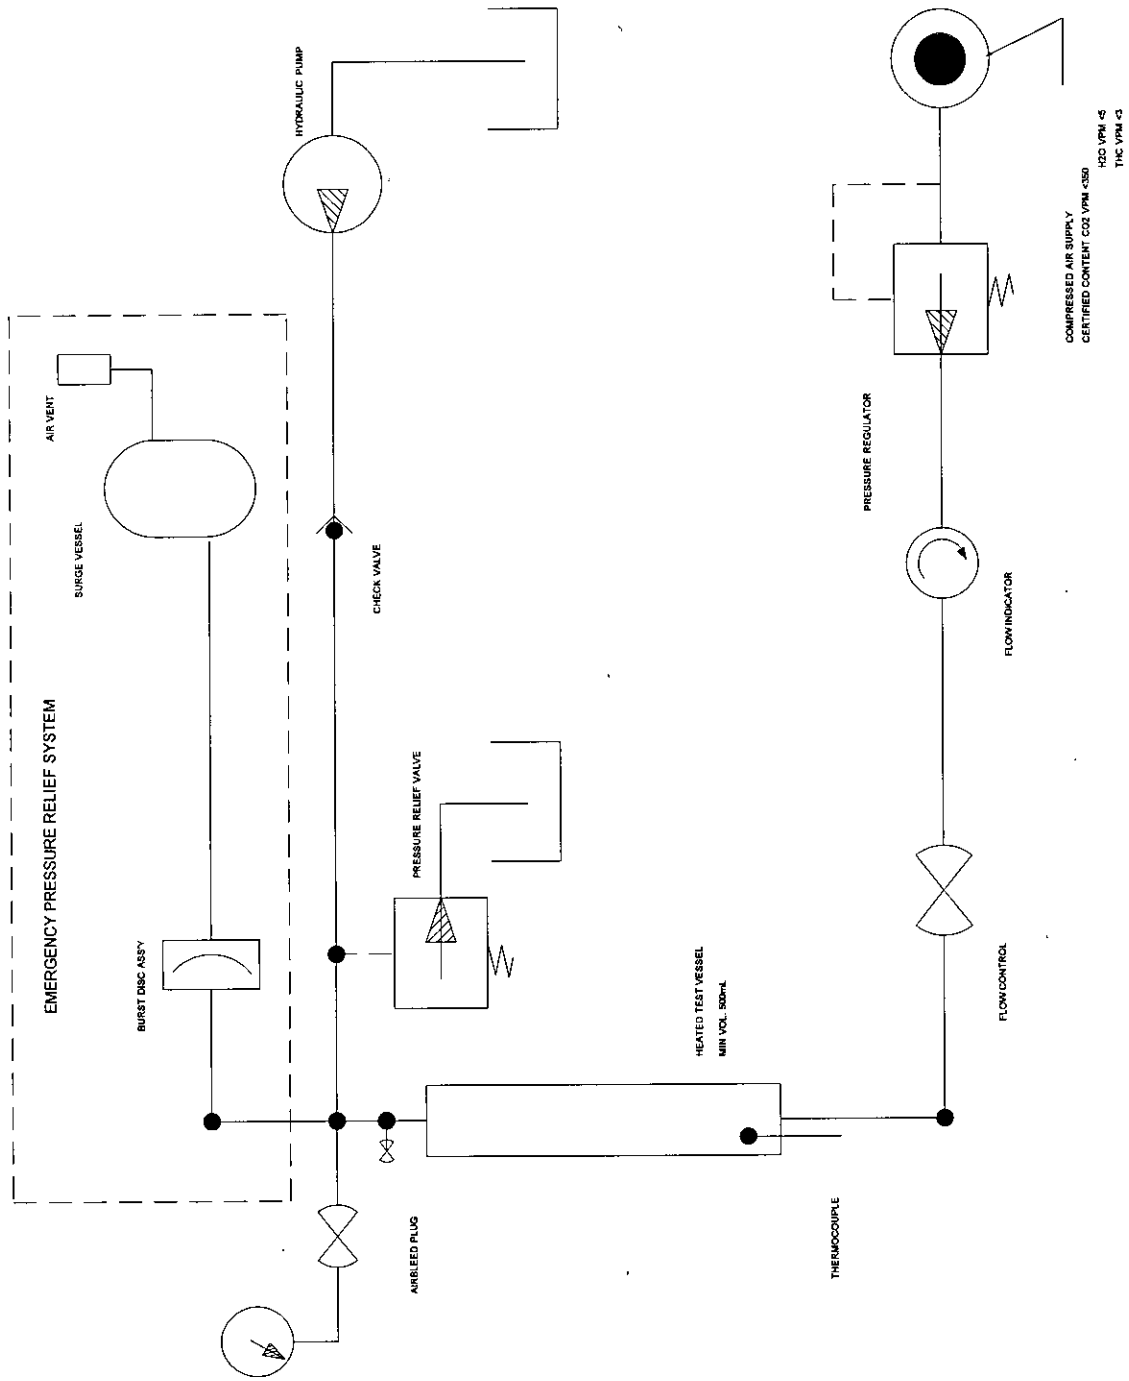 EMERGENCY PRESSURE RELIEF SYSTEM
AIR VENT
SURGE VESSEL
BURST DISC ASS'Y
HYDRAULIC PUMP
CHECK VALVE
PRESSURE RELIEF VALVE
AIRBLEED PLUG
HEATED TEST VESSEL
MIN VOL. 500mL
THERMOCOUPLE
PRESSURE REGULATOR
FLOW INDICATOR
FLOW CONTROL
COMPRESSED AIR SUPPLY
CERTIFIED CONTENT CO2 VPM <350
H2O VPM <5
THC VPM <3